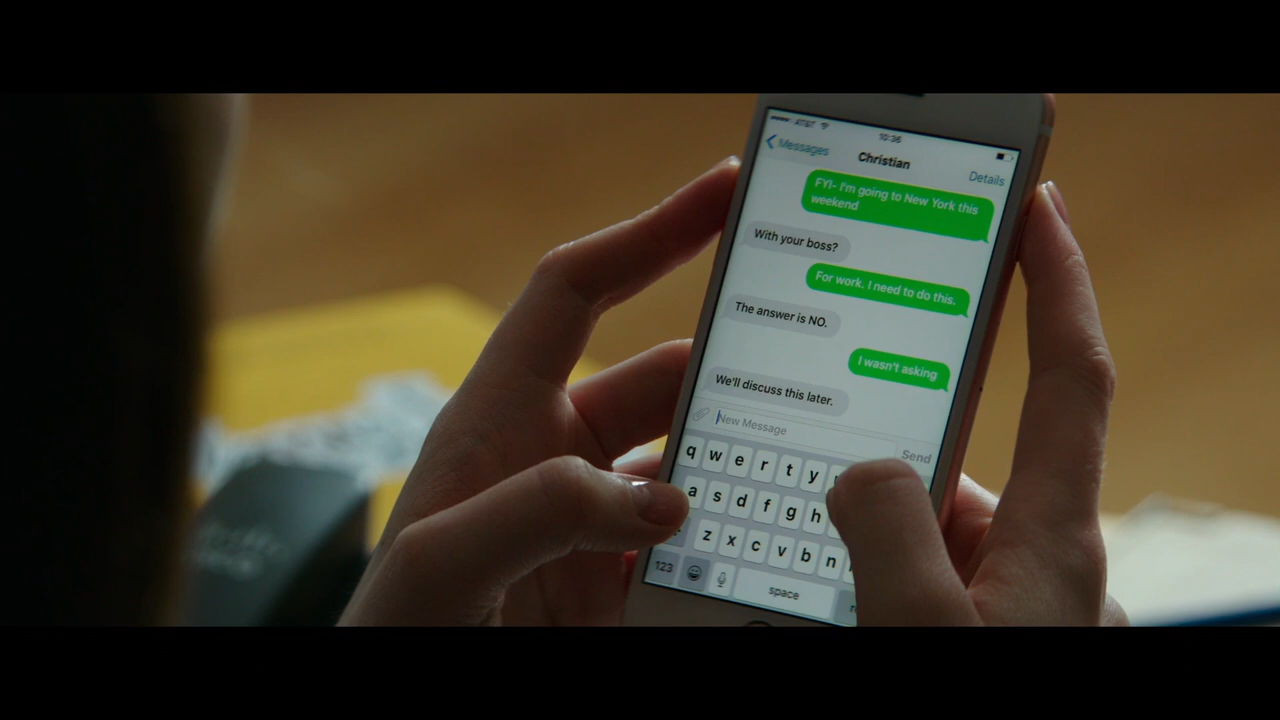 AT&T
10:36
Messages
Christian
Details
FYI- I'm going to New York this
weekend
With your boss?
For work. I need to do this.
The answer is NO.
I wasn't asking
We'll discuss this later.
New Message
Send
q w e r t y
a s d f g h
z x c v b n
123
space